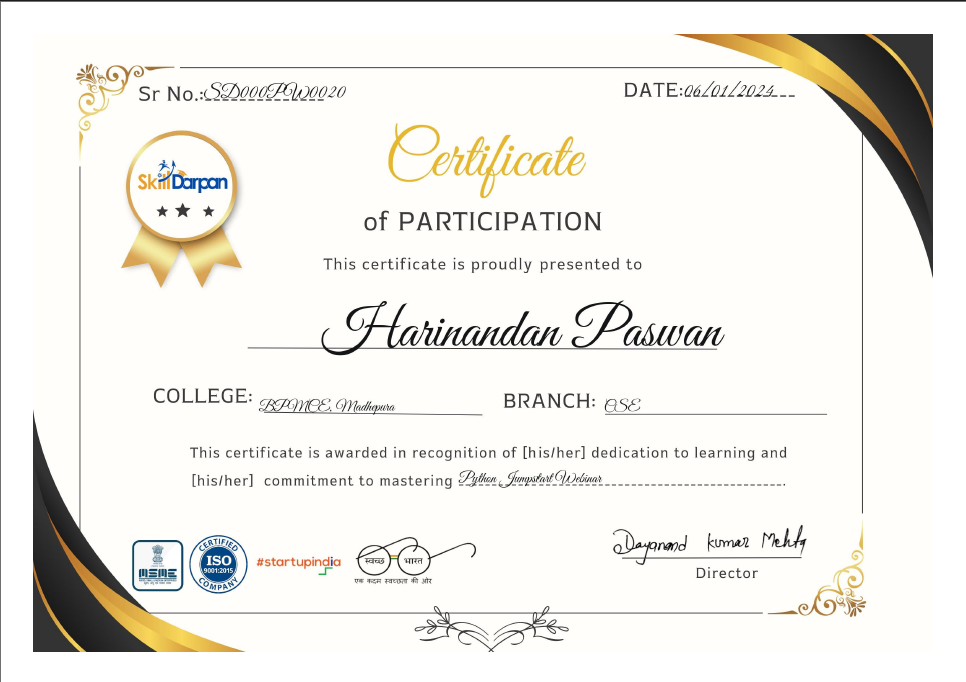 Sr No.:SD000PW0020
DATE:06/01/2024
SkillDarpan
Certificate
of PARTICIPATION
This certificate is proudly presented to
Harinandan Paswan
COLLEGE: BPMCE, Madhepura
BRANCH: CSE
This certificate is awarded in recognition of [his/her] dedication to learning and
[his/her] commitment to mastering Python Jumpstart Webinar
MSME
CERTIFIED
ISO
9001:2015
COMPANY
#startupindia
स्वच्छ भारत
एक कदम स्वच्छता की ओर
Dayanand Kumar Mehta
Director